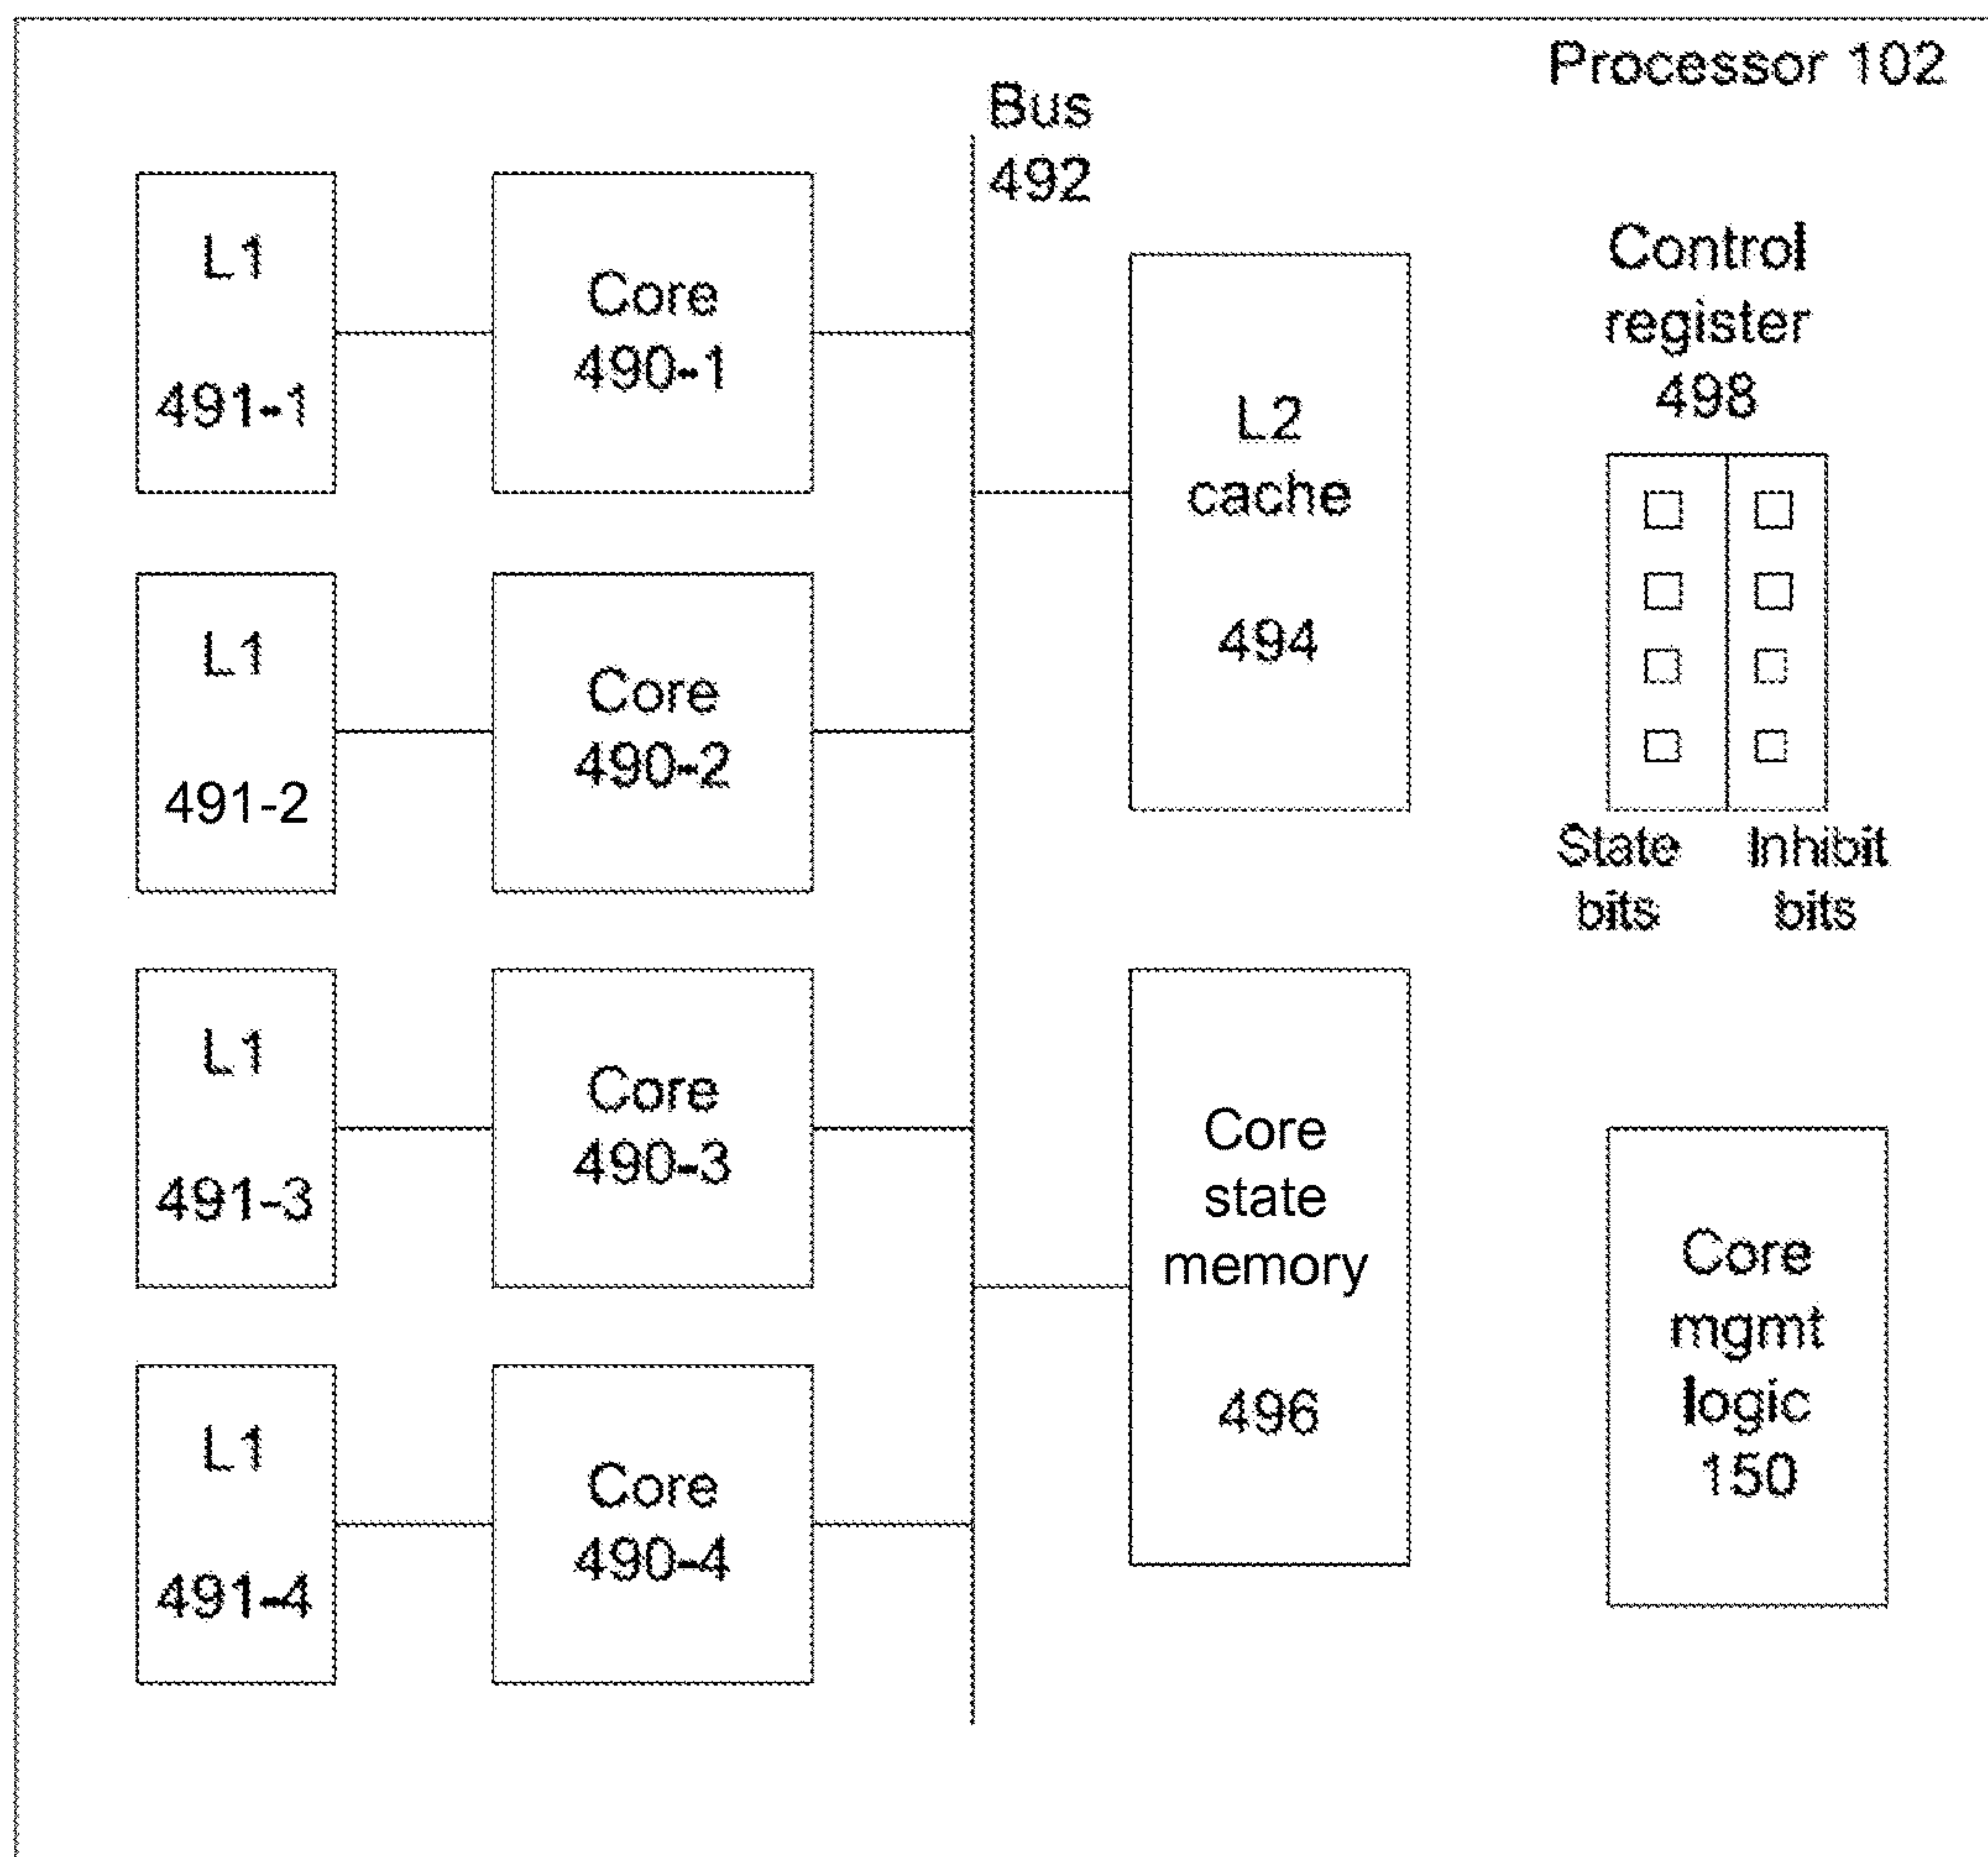 Processor 102
Bus
492
L1
491-1
Core
490-1
L2
cache
494
Control
register
498
State
bits
Inhibit
bits
L1
491-2
Core
490-2
L1
491-3
Core
490-3
Core
state
memory
496
Core
mgmt
logic
150
L1
491-4
Core
490-4